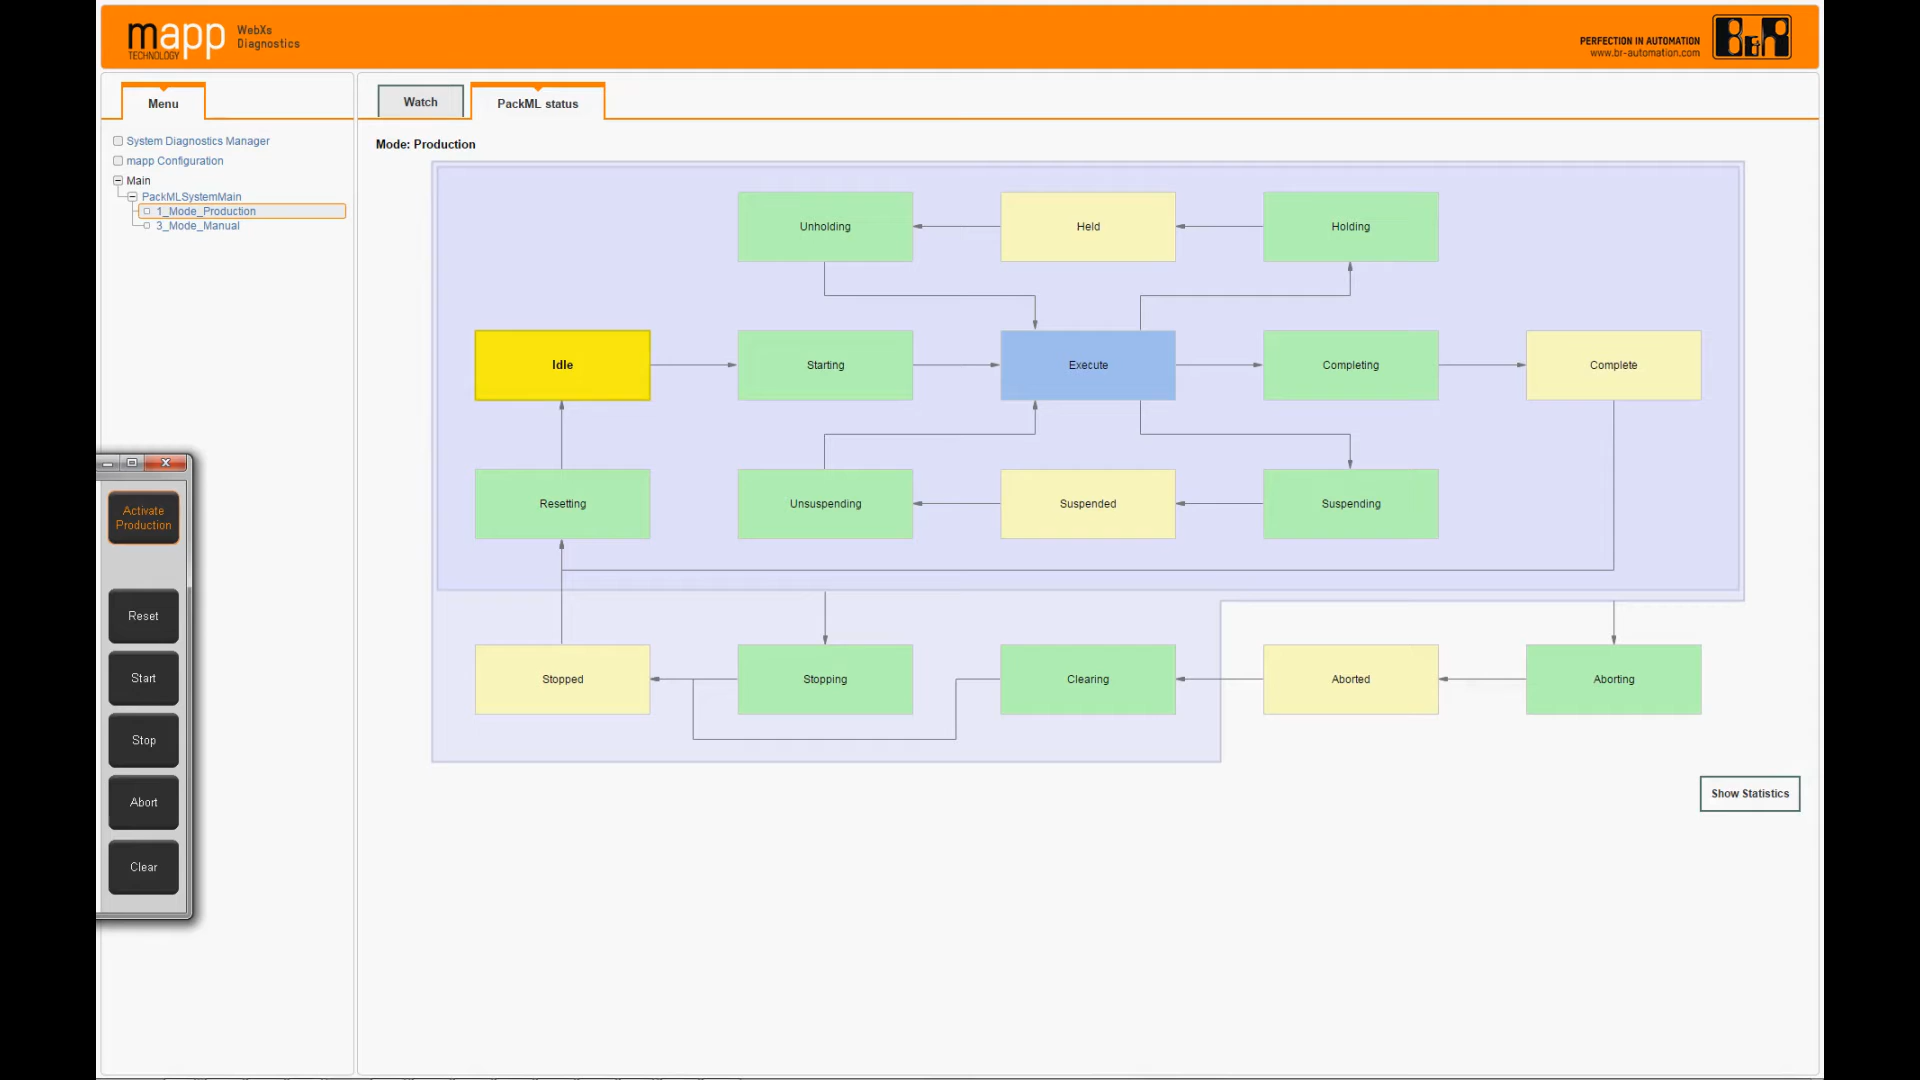 mapp
TECHNOLOGY
WebXs
Diagnostics
PERFECTION IN AUTOMATION
www.br-automation.com
B&R
Menu
Watch
PackML status
System Diagnostics Manager
mapp Configuration
Main
PackMLSystemMain
1_Mode_Production
3_Mode_Manual
Mode: Production
Unholding
Held
Holding
Idle
Starting
Execute
Completing
Complete
Resetting
Unsuspending
Suspended
Suspending
Stopped
Stopping
Clearing
Aborted
Aborting
Show Statistics
Activate
Production
Reset
Start
Stop
Abort
Clear